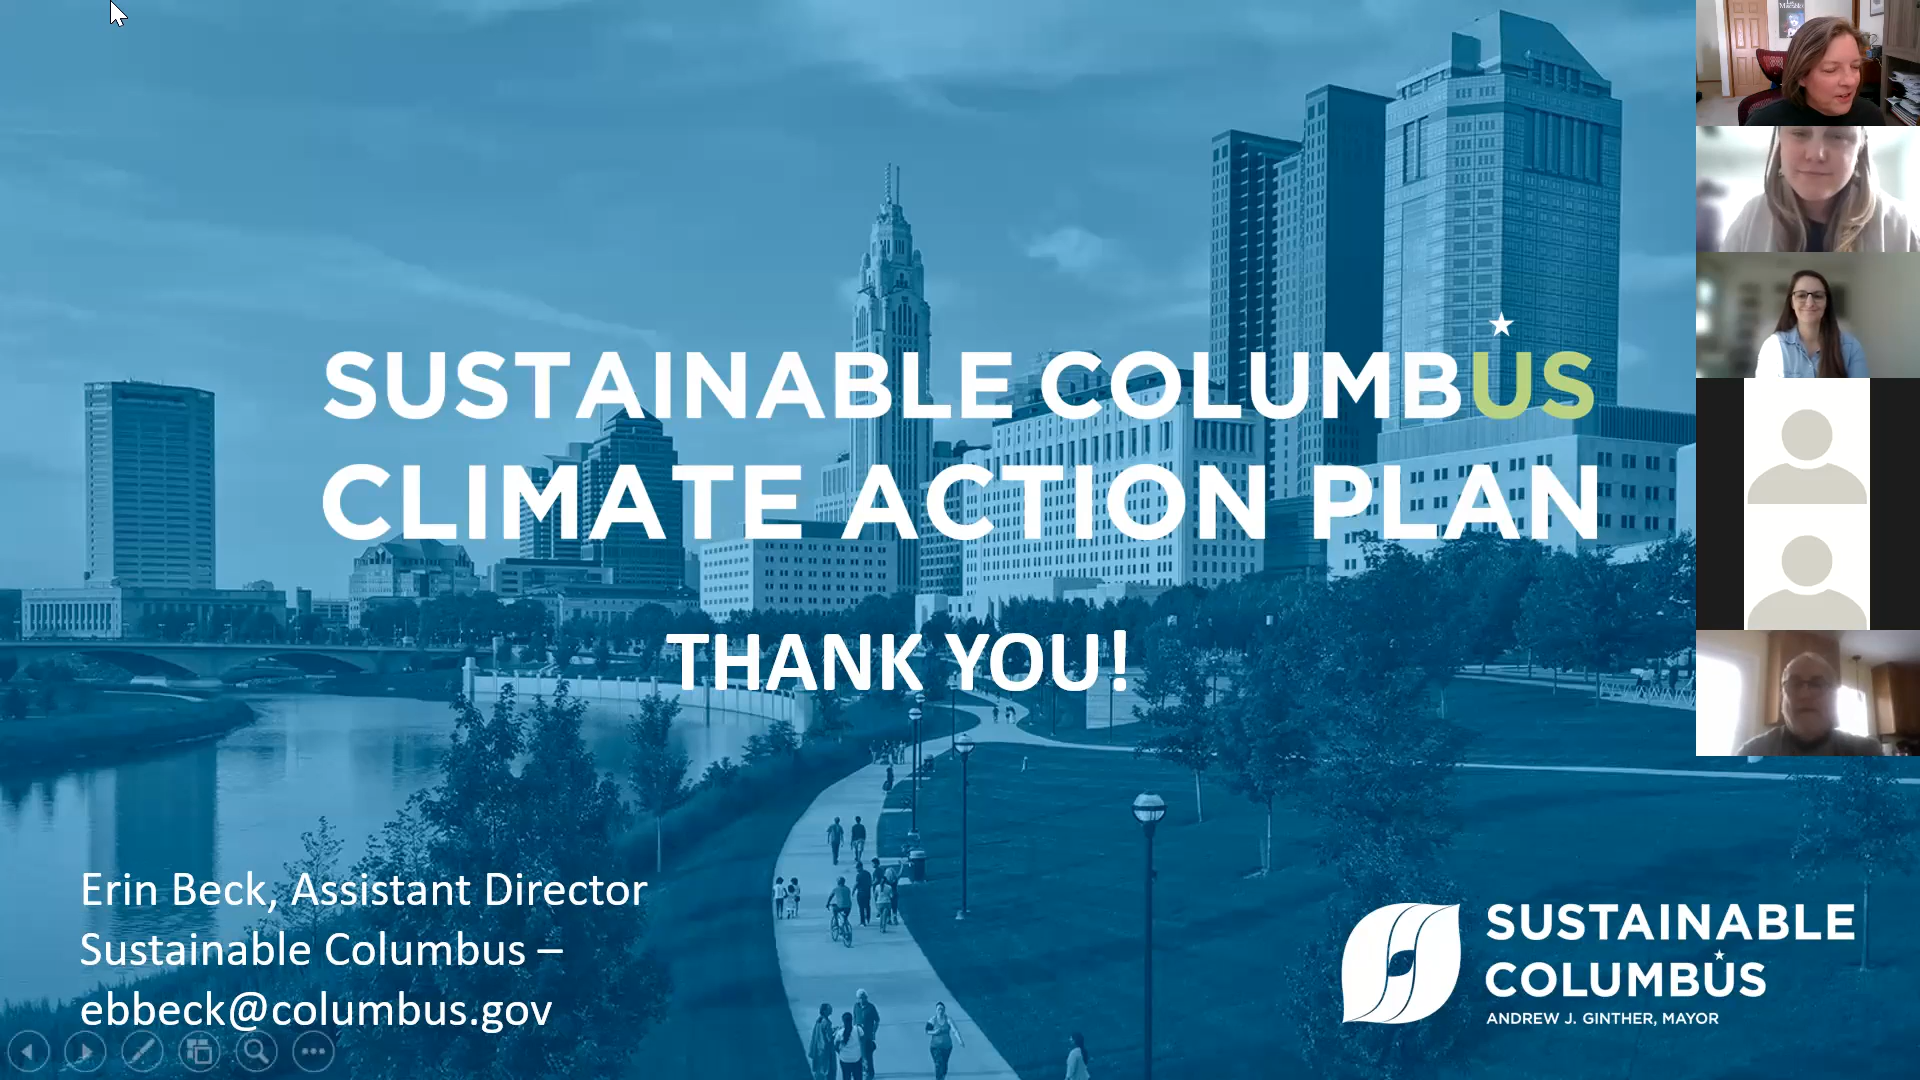 SUSTAINABLE COLUMBUS
CLIMATE ACTION PLAN
THANK YOU!
Erin Beck, Assistant Director
Sustainable Columbus –
ebbeck@columbus.gov
SUSTAINABLE
COLUMBUS
ANDREW J. GINTHER, MAYOR